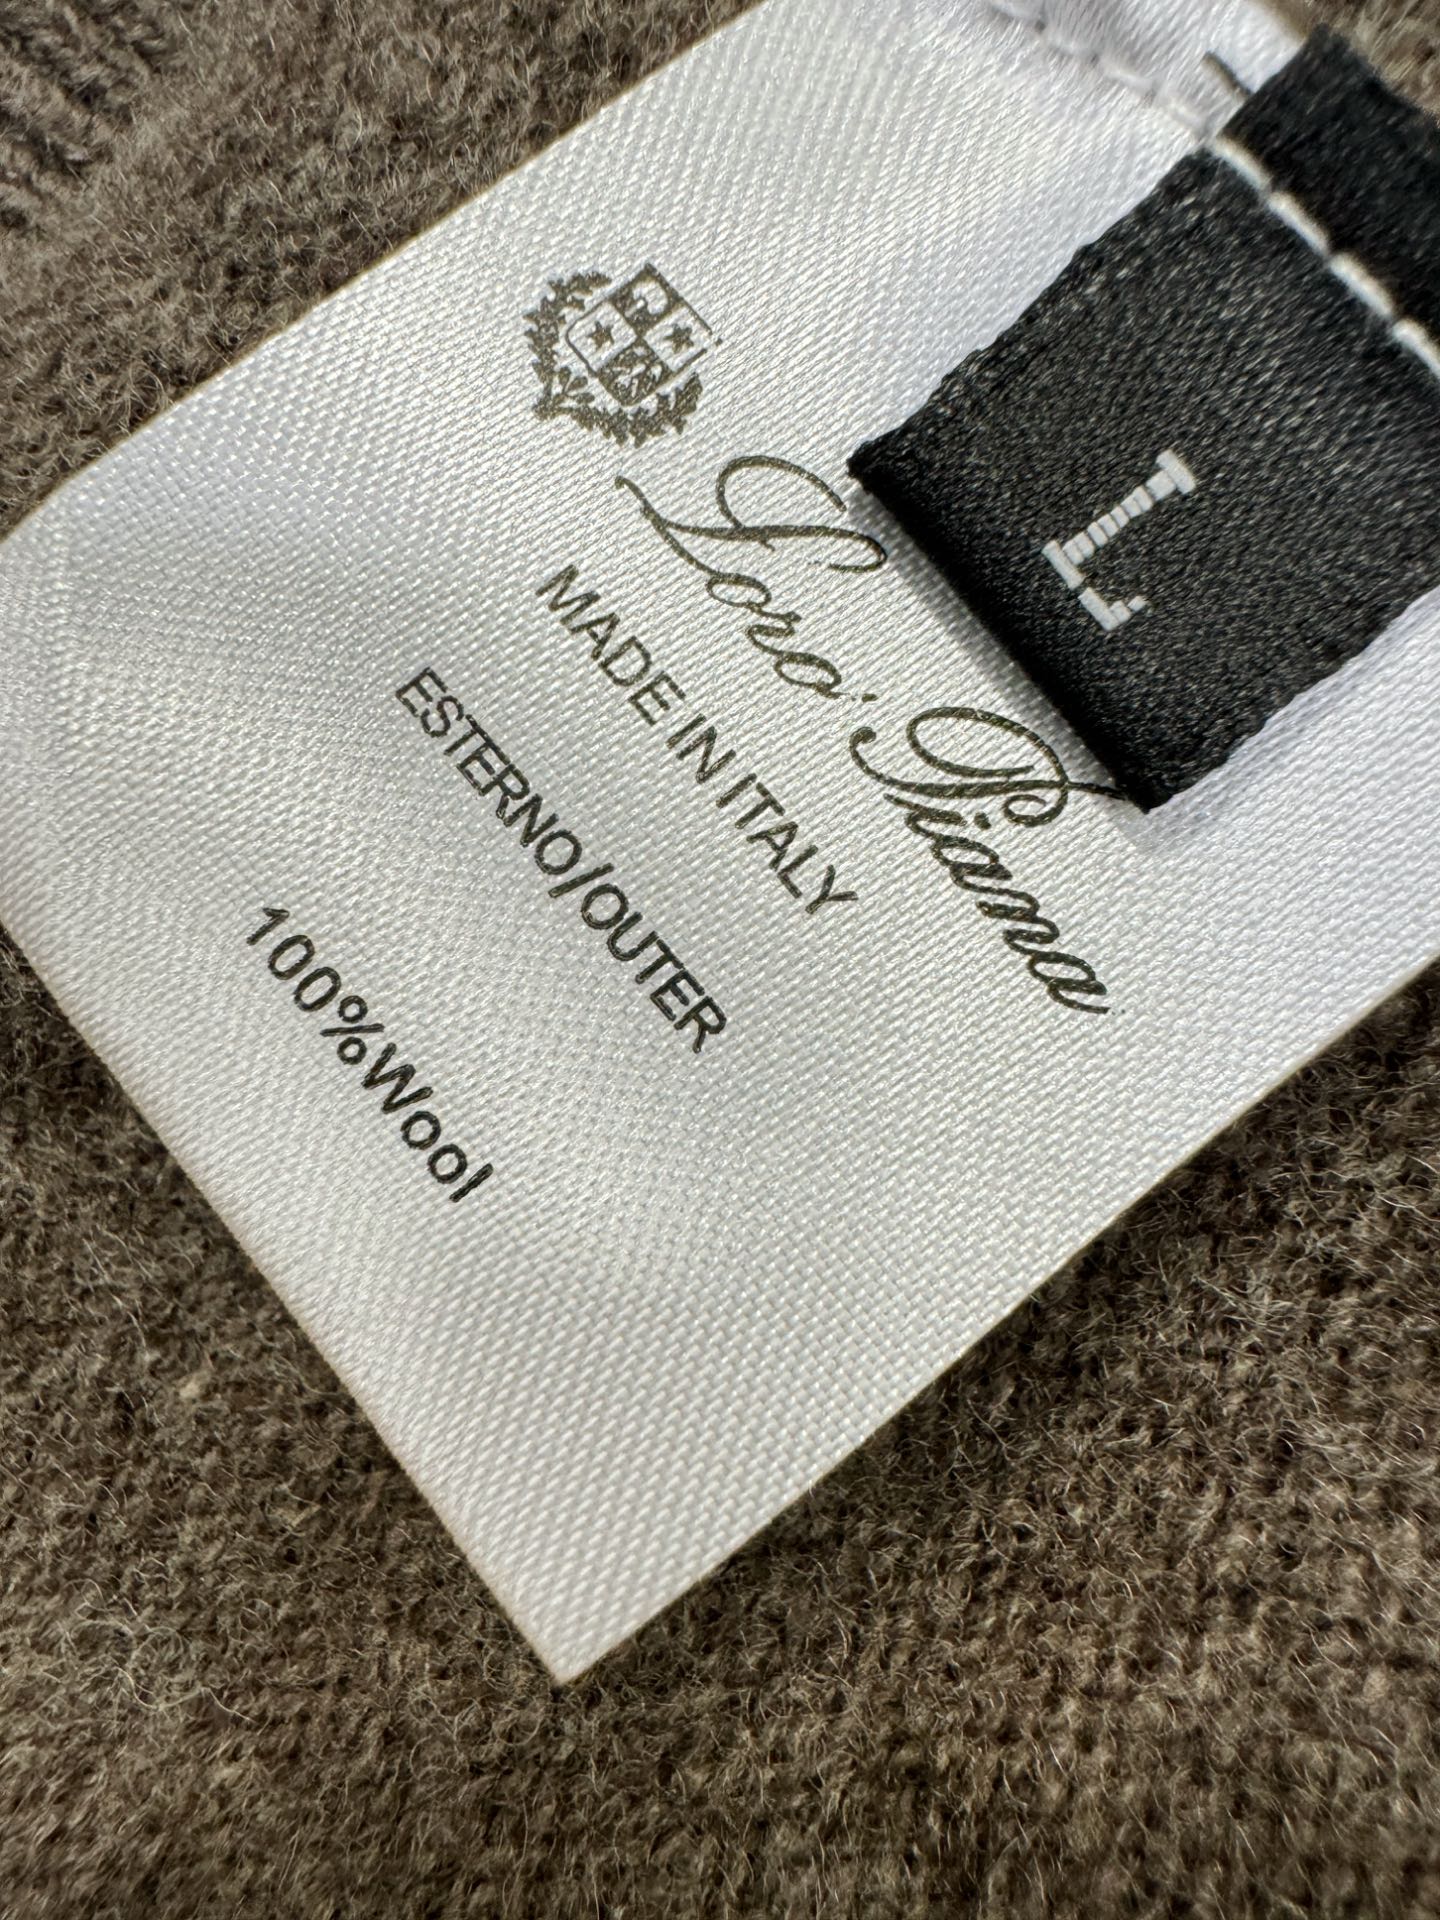 Loro Piana
MADE IN ITALY
ESTERNO/OUTER
100%Wool
L